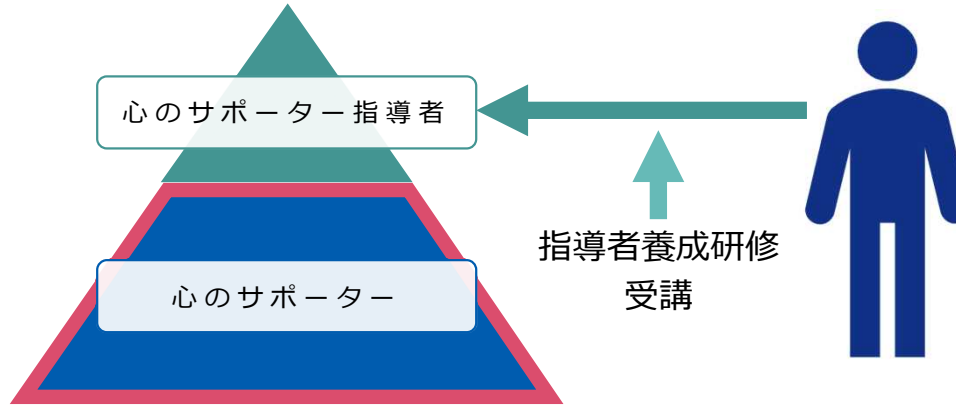 心のサポーター指導者
指導者養成研修
受講
心のサポーター